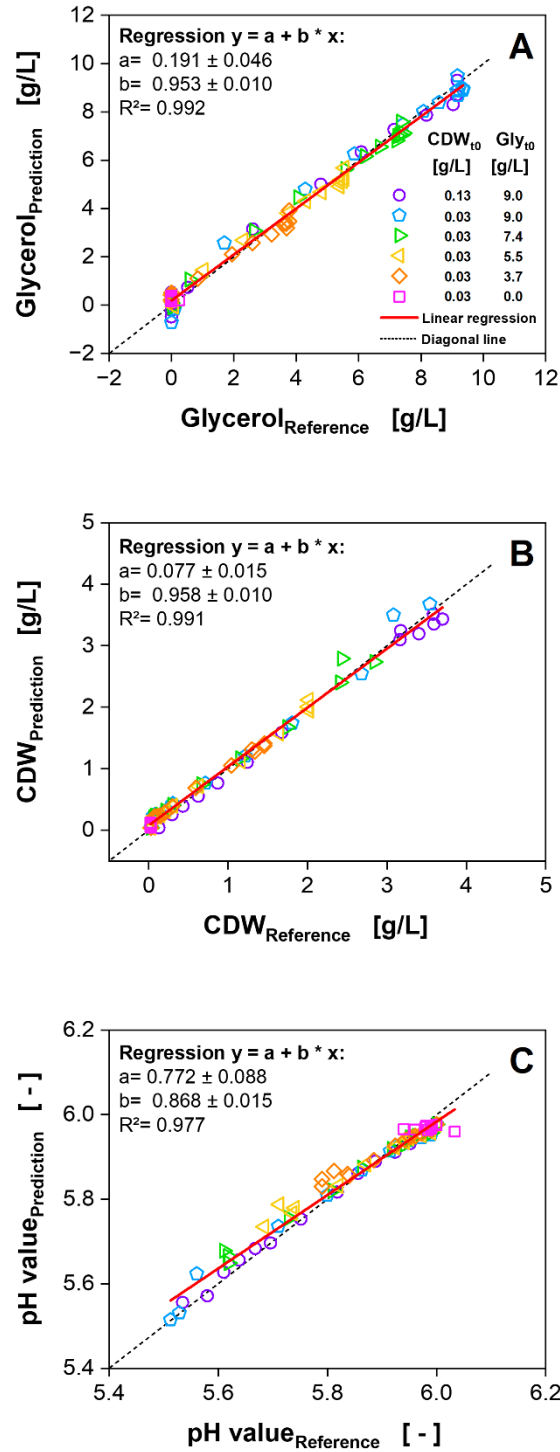 Regression y = a + b * x:
a= 0.191 ± 0.046
b= 0.953 ± 0.010
R²= 0.992
A
CDWt0 Glyt0
[g/L] [g/L]
0.13 9.0
0.03 9.0
0.03 7.4
0.03 5.5
0.03 3.7
0.03 0.0
Linear regression
Diagonal line
GlycerolPrediction [g/L]
12
10
8
6
4
2
0
−2
−2 0 2 4 6 8 10 12
GlycerolReference [g/L]
Regression y = a + b * x:
a= 0.077 ± 0.015
b= 0.958 ± 0.010
R²= 0.991
B
CDWPrediction [g/L]
5
4
3
2
1
0
0 1 2 3 4 5
CDWReference [g/L]
Regression y = a + b * x:
a= 0.772 ± 0.088
b= 0.868 ± 0.015
R²= 0.977
C
pH valuePrediction [ - ]
6.2
6.0
5.8
5.6
5.4
5.4 5.6 5.8 6.0 6.2
pH valueReference [ - ]